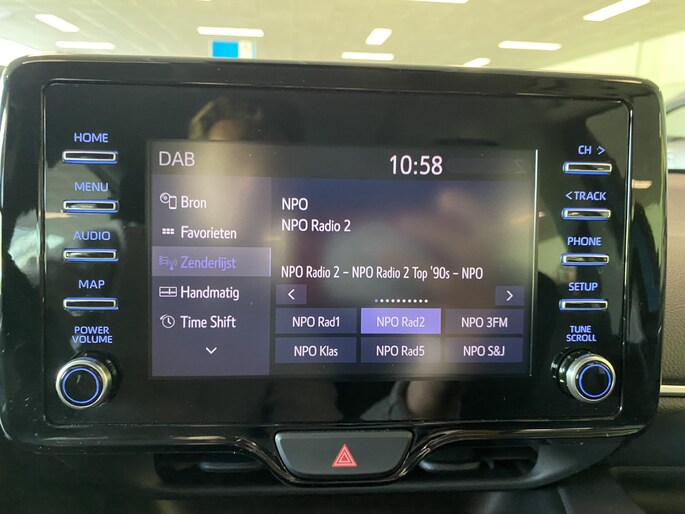 HOME
MENU
AUDIO
MAP
POWER
VOLUME
DAB
10:58
Bron
Favorieten
Zenderlijst
Handmatig
Time Shift
NPO
NPO Radio 2
NPO Radio 2 – NPO Radio 2 Top '90s – NPO
NPO Rad1
NPO Rad2
NPO 3FM
NPO Klas
NPO Rad5
NPO S&J
CH >
< TRACK
PHONE
SETUP
TUNE
SCROLL